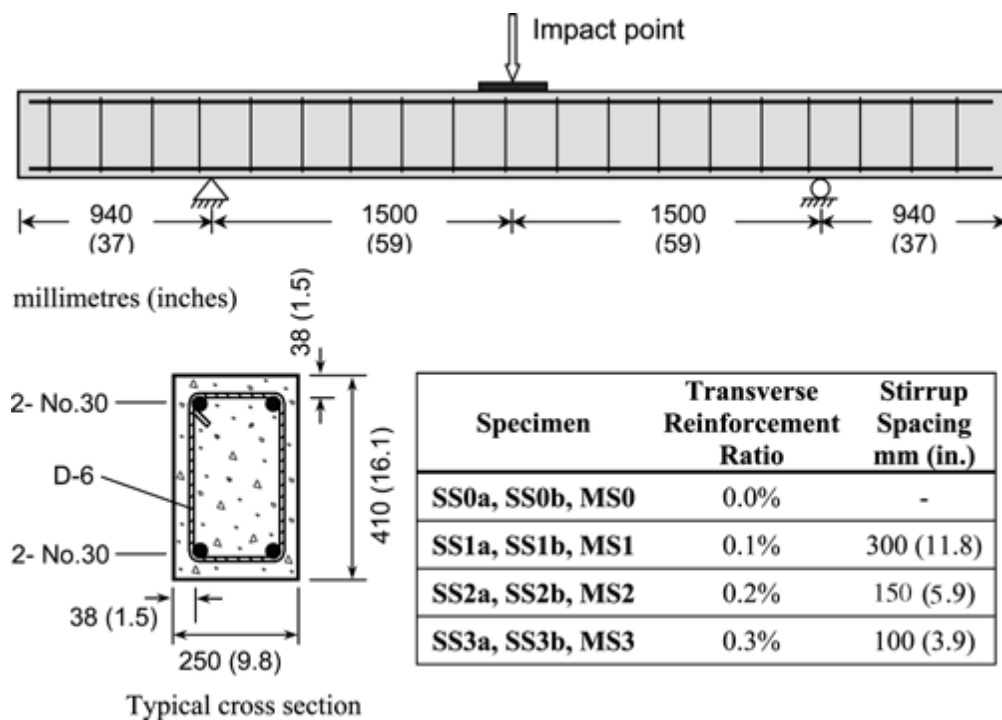 Impact point
940 1500 1500 940
(37) (59) (59) (37)
millimetres (inches)
38 (1.5)
2- No.30
D-6
2- No.30
410 (16.1)
38 (1.5)
250 (9.8)
Typical cross section
Specimen Transverse Reinforcement Ratio Stirrup Spacing mm (in.)
SS0a, SS0b, MS0 0.0% -
SS1a, SS1b, MS1 0.1% 300 (11.8)
SS2a, SS2b, MS2 0.2% 150 (5.9)
SS3a, SS3b, MS3 0.3% 100 (3.9)